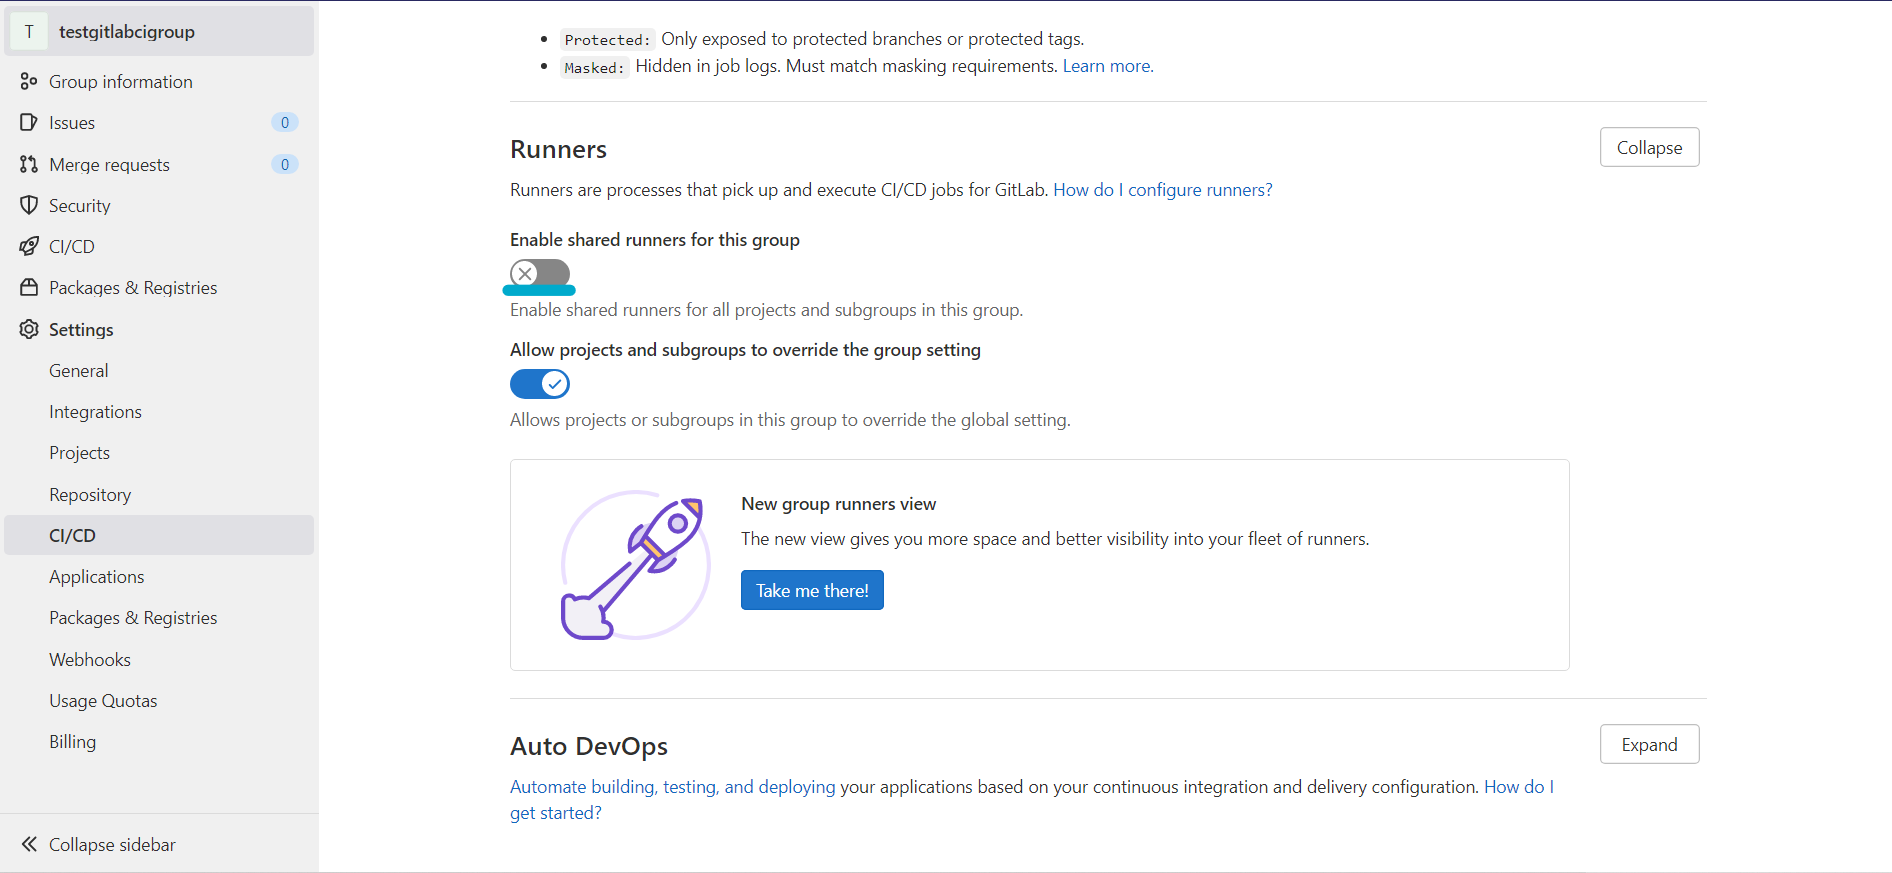 T testgitlabcigroup
Group information
Issues 0
Merge requests 0
Security
CI/CD
Packages & Registries
Settings
General
Integrations
Projects
Repository
CI/CD
Applications
Packages & Registries
Webhooks
Usage Quotas
Billing
Collapse sidebar
Protected: Only exposed to protected branches or protected tags.
Masked: Hidden in job logs. Must match masking requirements. Learn more.
Runners
Collapse
Runners are processes that pick up and execute CI/CD jobs for GitLab. How do I configure runners?
Enable shared runners for this group
Enable shared runners for all projects and subgroups in this group.
Allow projects and subgroups to override the group setting
Allows projects or subgroups in this group to override the global setting.
New group runners view
The new view gives you more space and better visibility into your fleet of runners.
Take me there!
Auto DevOps
Expand
Automate building, testing, and deploying your applications based on your continuous integration and delivery configuration. How do I
get started?